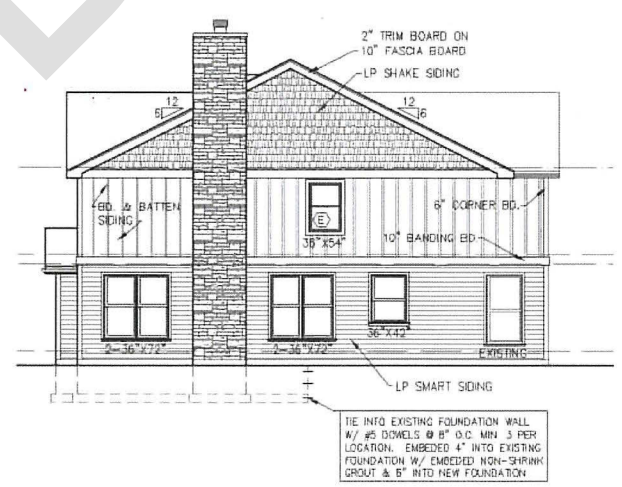 2" TRIM BOARD ON
10" FASCIA BOARD
LP SHAKE SIDING
12
6
12
6
BD. & BATTEN
SIDING
E
36"X54"
6" CORNER BD.
10" BANDING BD
2-36"X72"
2-36"X72"
36"X42"
EXISTING
LP SMART SIDING
TIE INTO EXISTING FOUNDATION WALL
W/ #5 DOWELS @ 8" O.C. MIN 3 PER
LOCATION. EMBEDED 4" INTO EXISTING
FOUNDATION W/ EMBEDED NON-SHRINK
GROUT & 6" INTO NEW FOUNDATION